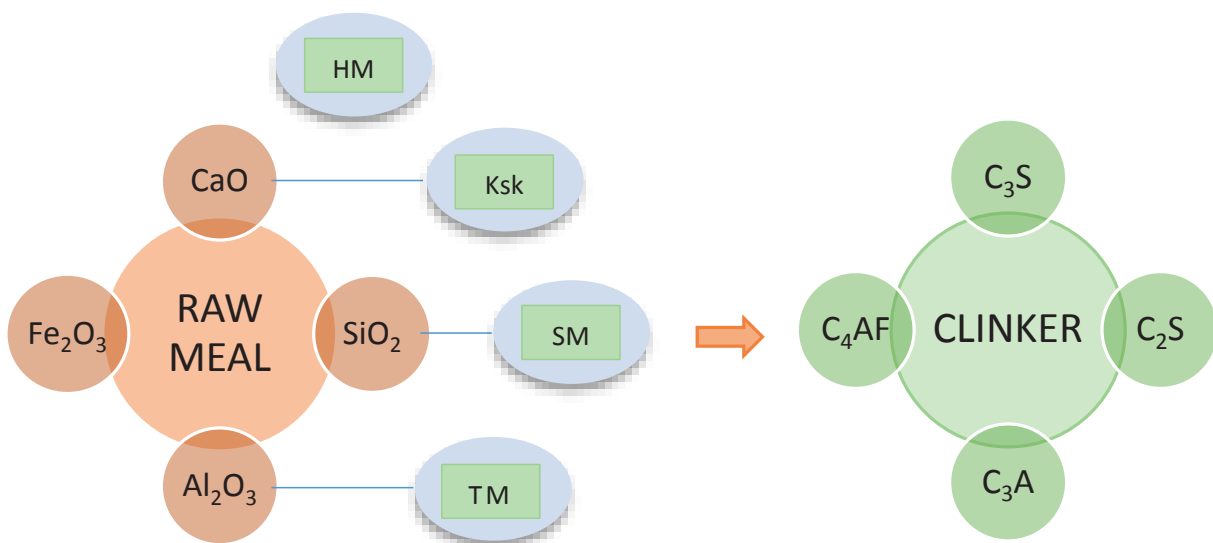 HM
CaO
Ksk
C₃S
Fe₂O₃
RAW
MEAL
SiO₂
SM
C₄AF
CLINKER
C₂S
Al₂O₃
TM
C₃A